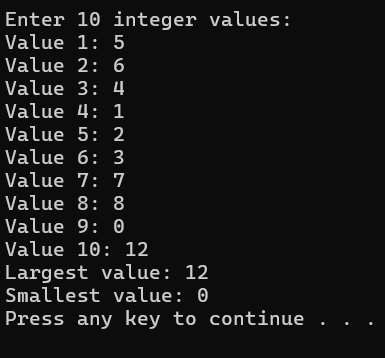 Enter 10 integer values:
Value 1: 5
Value 2: 6
Value 3: 4
Value 4: 1
Value 5: 2
Value 6: 3
Value 7: 7
Value 8: 8
Value 9: 0
Value 10: 12
Largest value: 12
Smallest value: 0
Press any key to continue . . .